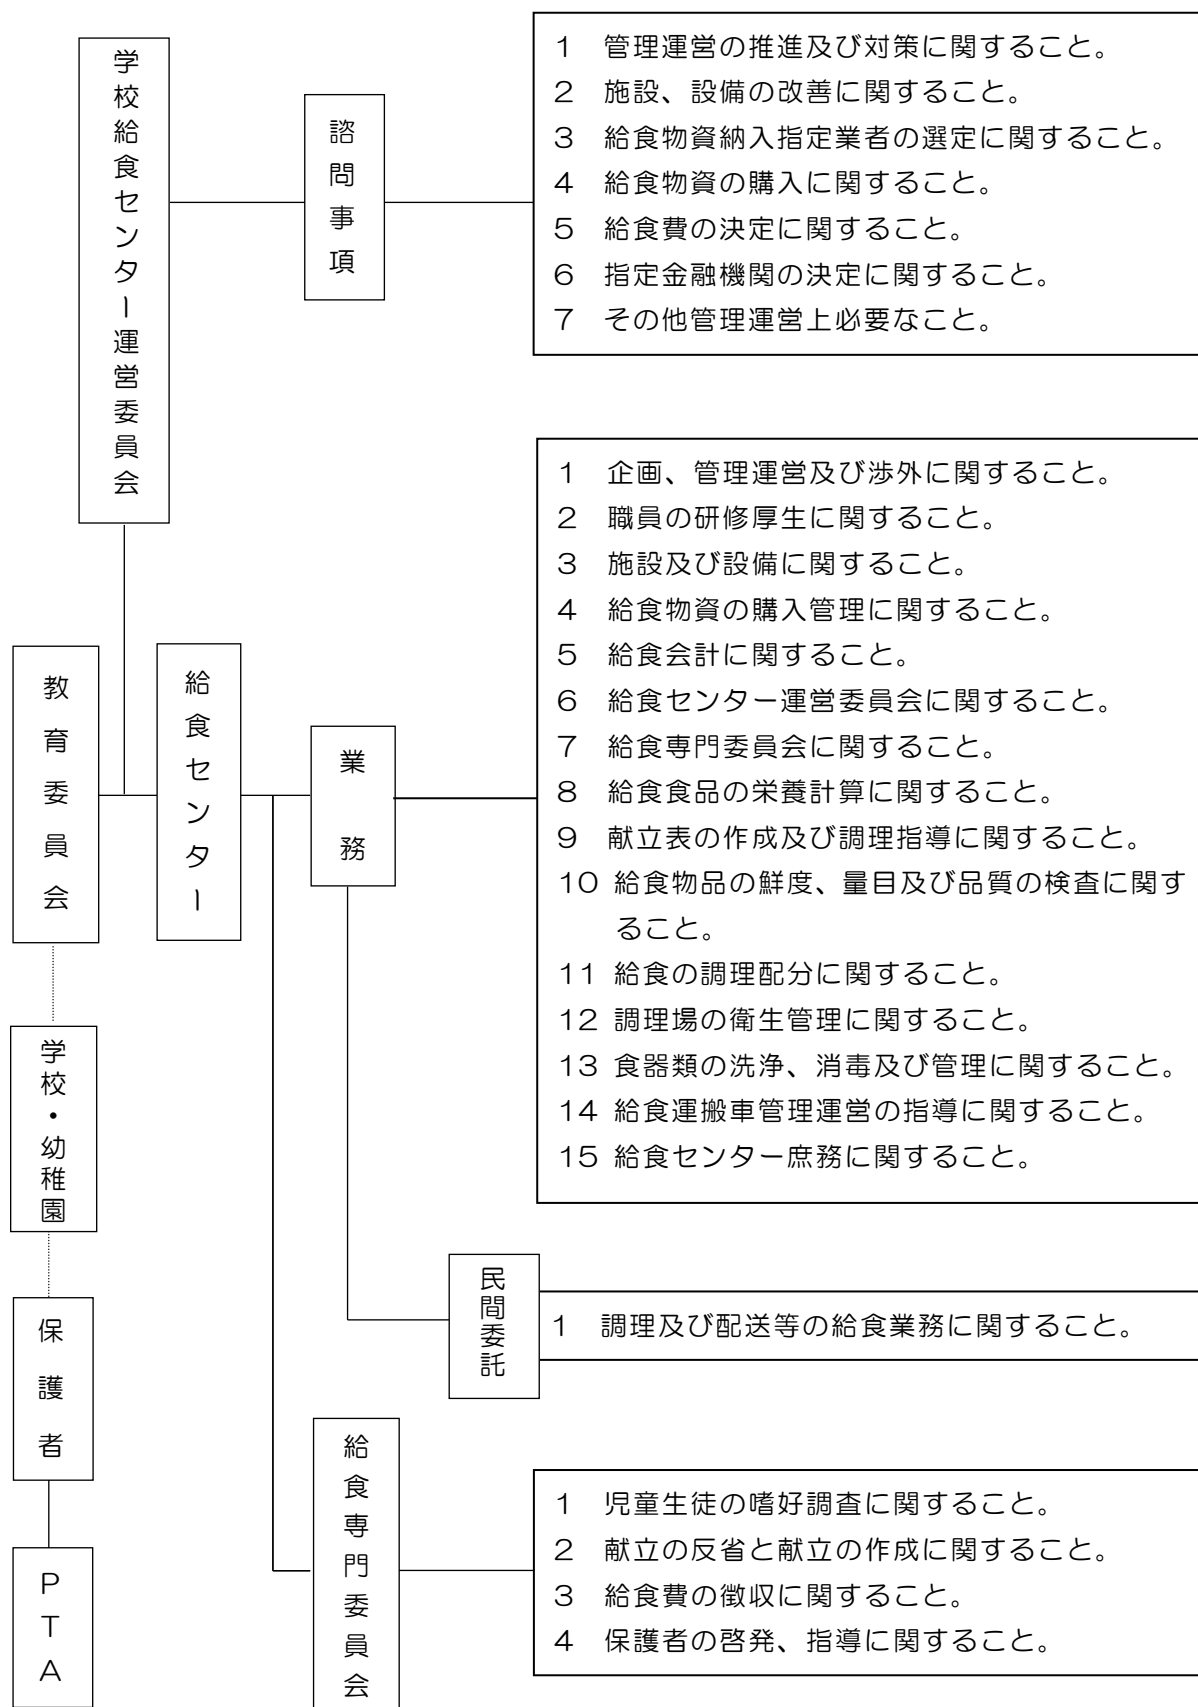 学校給食センター運営委員会
諮問事項
1 管理運営の推進及び対策に関すること。
2 施設、設備の改善に関すること。
3 給食物資納入指定業者の選定に関すること。
4 給食物資の購入に関すること。
5 給食費の決定に関すること。
6 指定金融機関の決定に関すること。
7 その他管理運営上必要なこと。
教育委員会
給食センター
業務
1 企画、管理運営及び渉外に関すること。
2 職員の研修厚生に関すること。
3 施設及び設備に関すること。
4 給食物資の購入管理に関すること。
5 給食会計に関すること。
6 給食センター運営委員会に関すること。
7 給食専門委員会に関すること。
8 給食食品の栄養計算に関すること。
9 献立表の作成及び調理指導に関すること。
10 給食物品の鮮度、量目及び品質の検査に関す
ること。
11 給食の調理配分に関すること。
12 調理場の衛生管理に関すること。
13 食器類の洗浄、消毒及び管理に関すること。
14 給食運搬車管理運営の指導に関すること。
15 給食センター庶務に関すること。
学校・幼稚園
民間委託
1 調理及び配送等の給食業務に関すること。
保護者
給食専門委員会
1 児童生徒の嗜好調査に関すること。
2 献立の反省と献立の作成に関すること。
3 給食費の徴収に関すること。
4 保護者の啓発、指導に関すること。
PTA